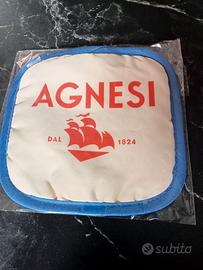 AGNESI
DAL 1824
subito